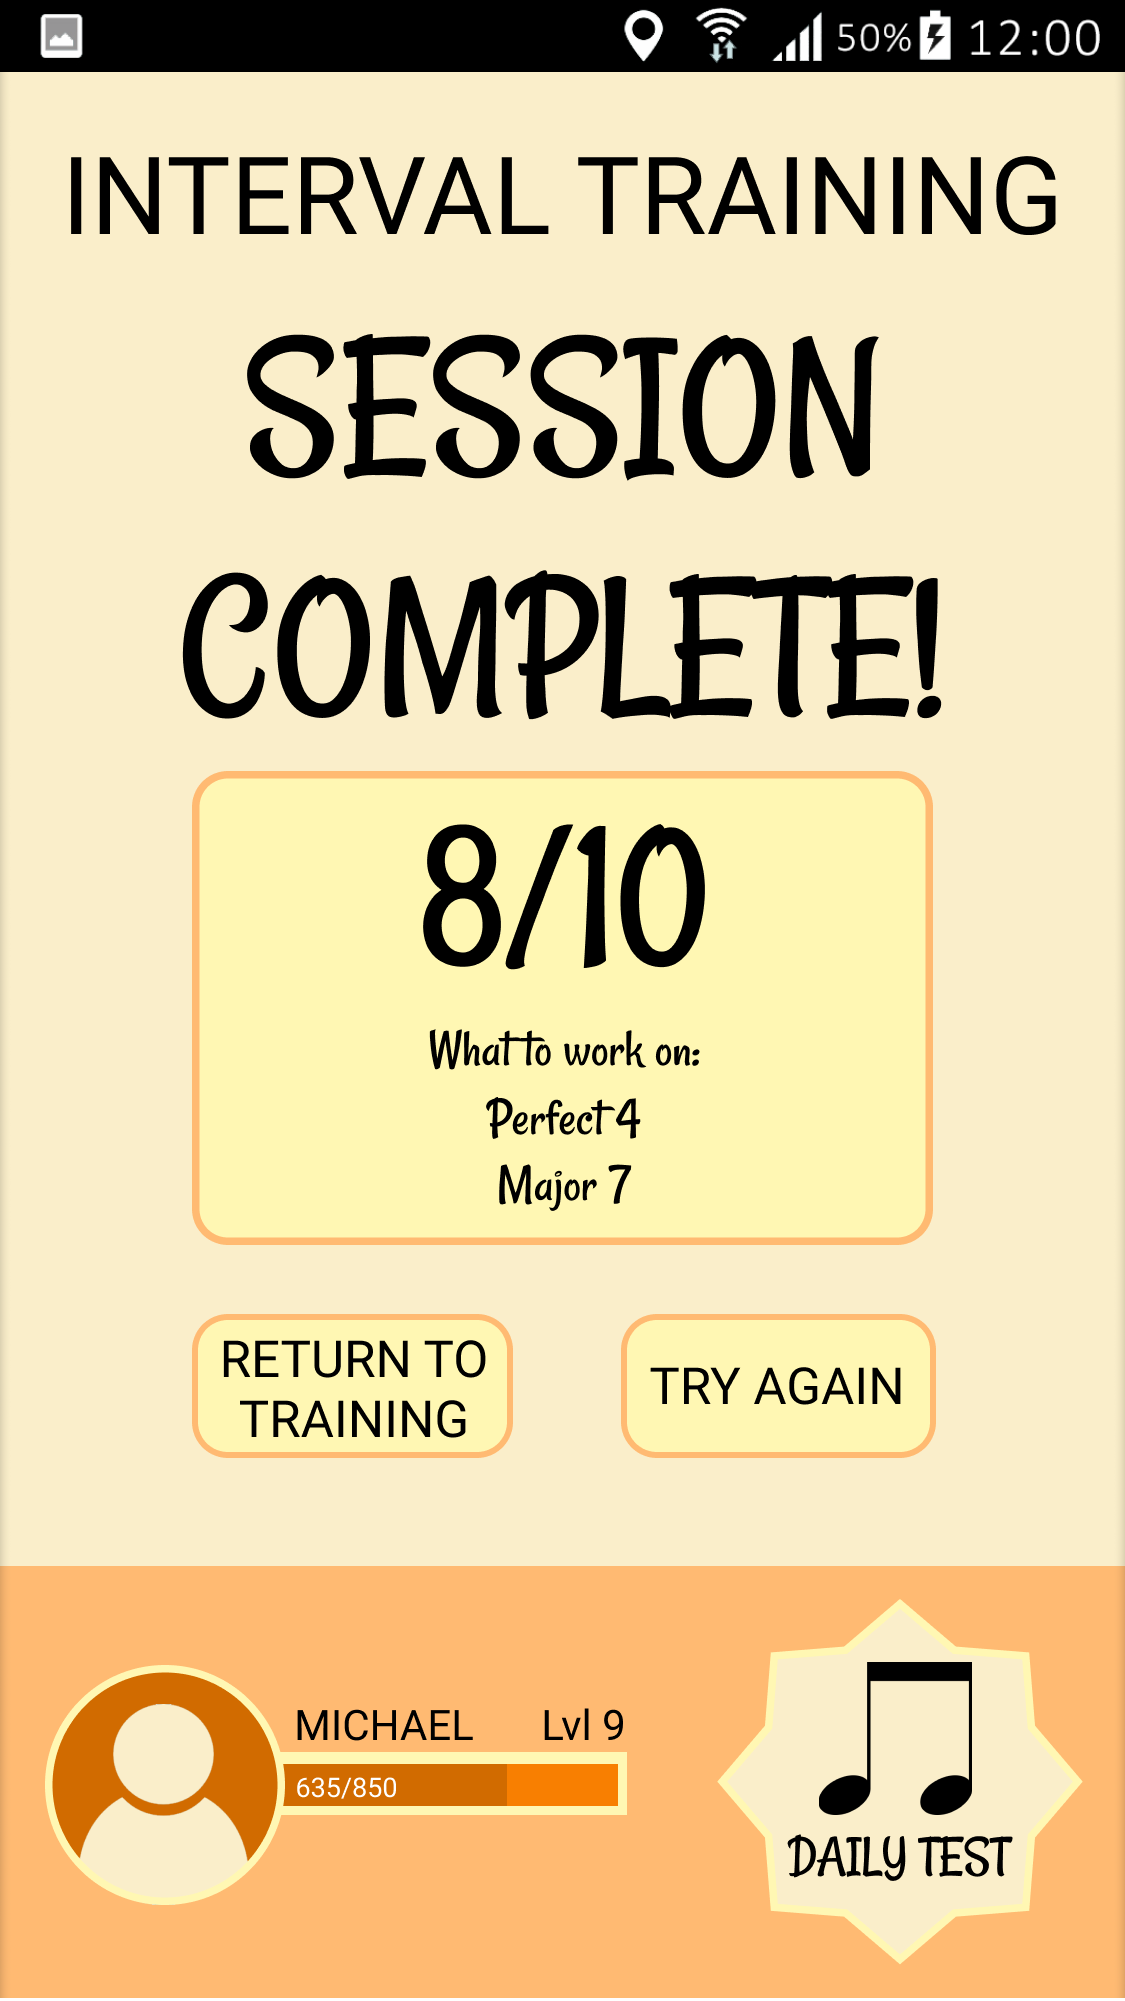 50% 12:00
INTERVAL TRAINING
SESSION
COMPLETE!
8/10
What to work on:
Perfect 4
Major 7
RETURN TO
TRAINING
TRY AGAIN
MICHAEL Lvl 9
635/850
DAILY TEST